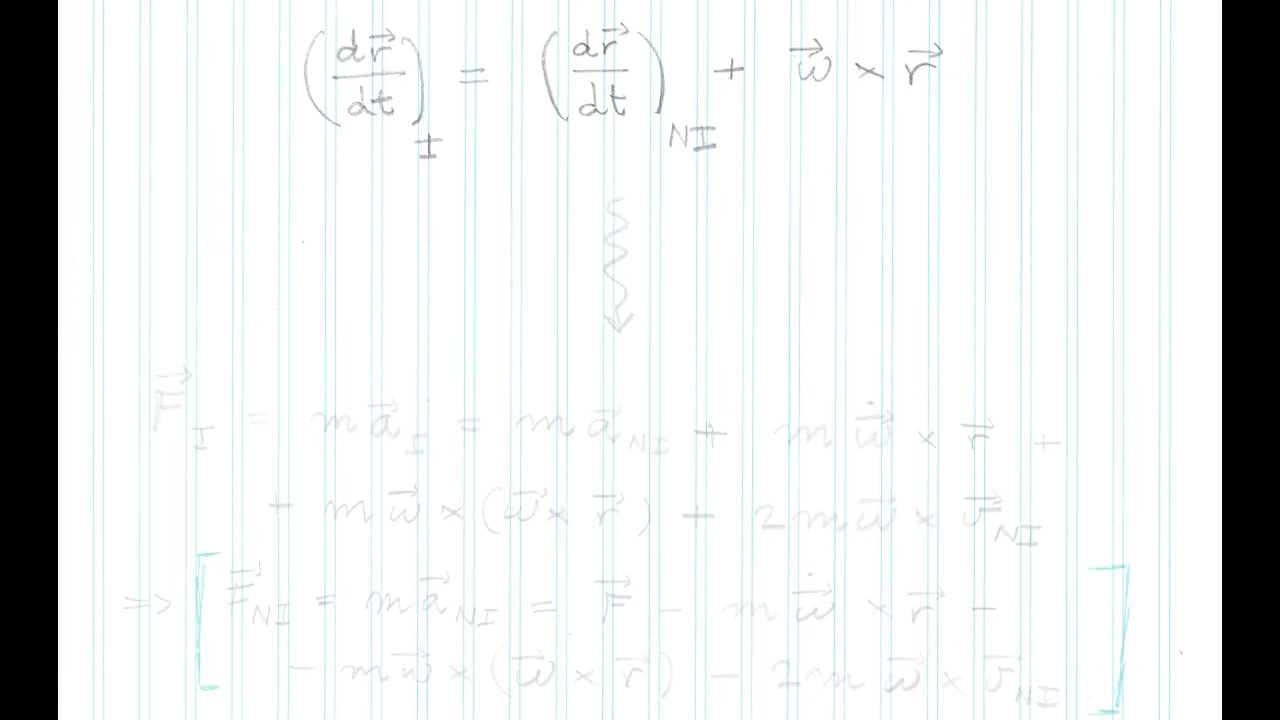 (dr⃗/dt)_I = (dr⃗/dt)_NI + ω⃗ × r⃗
F⃗_I = m a⃗_I = m a⃗_NI + m ω⃗̇ × r⃗ +
+ m ω⃗ × (ω⃗ × r⃗) + 2m ω⃗ × v⃗_NI
=> [ F⃗_NI = m a⃗_NI = F⃗ - m ω⃗̇ × r⃗ -
- m ω⃗ × (ω⃗ × r⃗) - 2m ω⃗ × v⃗_NI ]